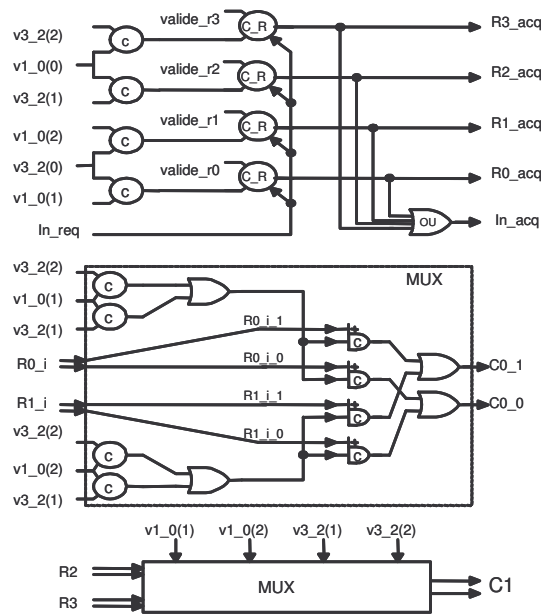 valide_r3
v3_2(2)
C
C_R
R3_acq
v1_0(0)
valide_r2
v3_2(1)
C
C_R
R2_acq
valide_r1
v1_0(2)
C
C_R
R1_acq
v3_2(0)
valide_r0
v1_0(1)
C
C_R
R0_acq
In_req
OU
In_acq
MUX
v3_2(2)
C
v1_0(1)
C
v3_2(1)
R0_i
R0_i_1
+
C
R0_i_0
+
C
C0_1
R1_i
R1_i_1
+
C
C0_0
R1_i_0
+
C
v3_2(2)
C
v1_0(2)
C
v3_2(1)
v1_0(1) v1_0(2) v3_2(1) v3_2(2)
R2
MUX
C1
R3